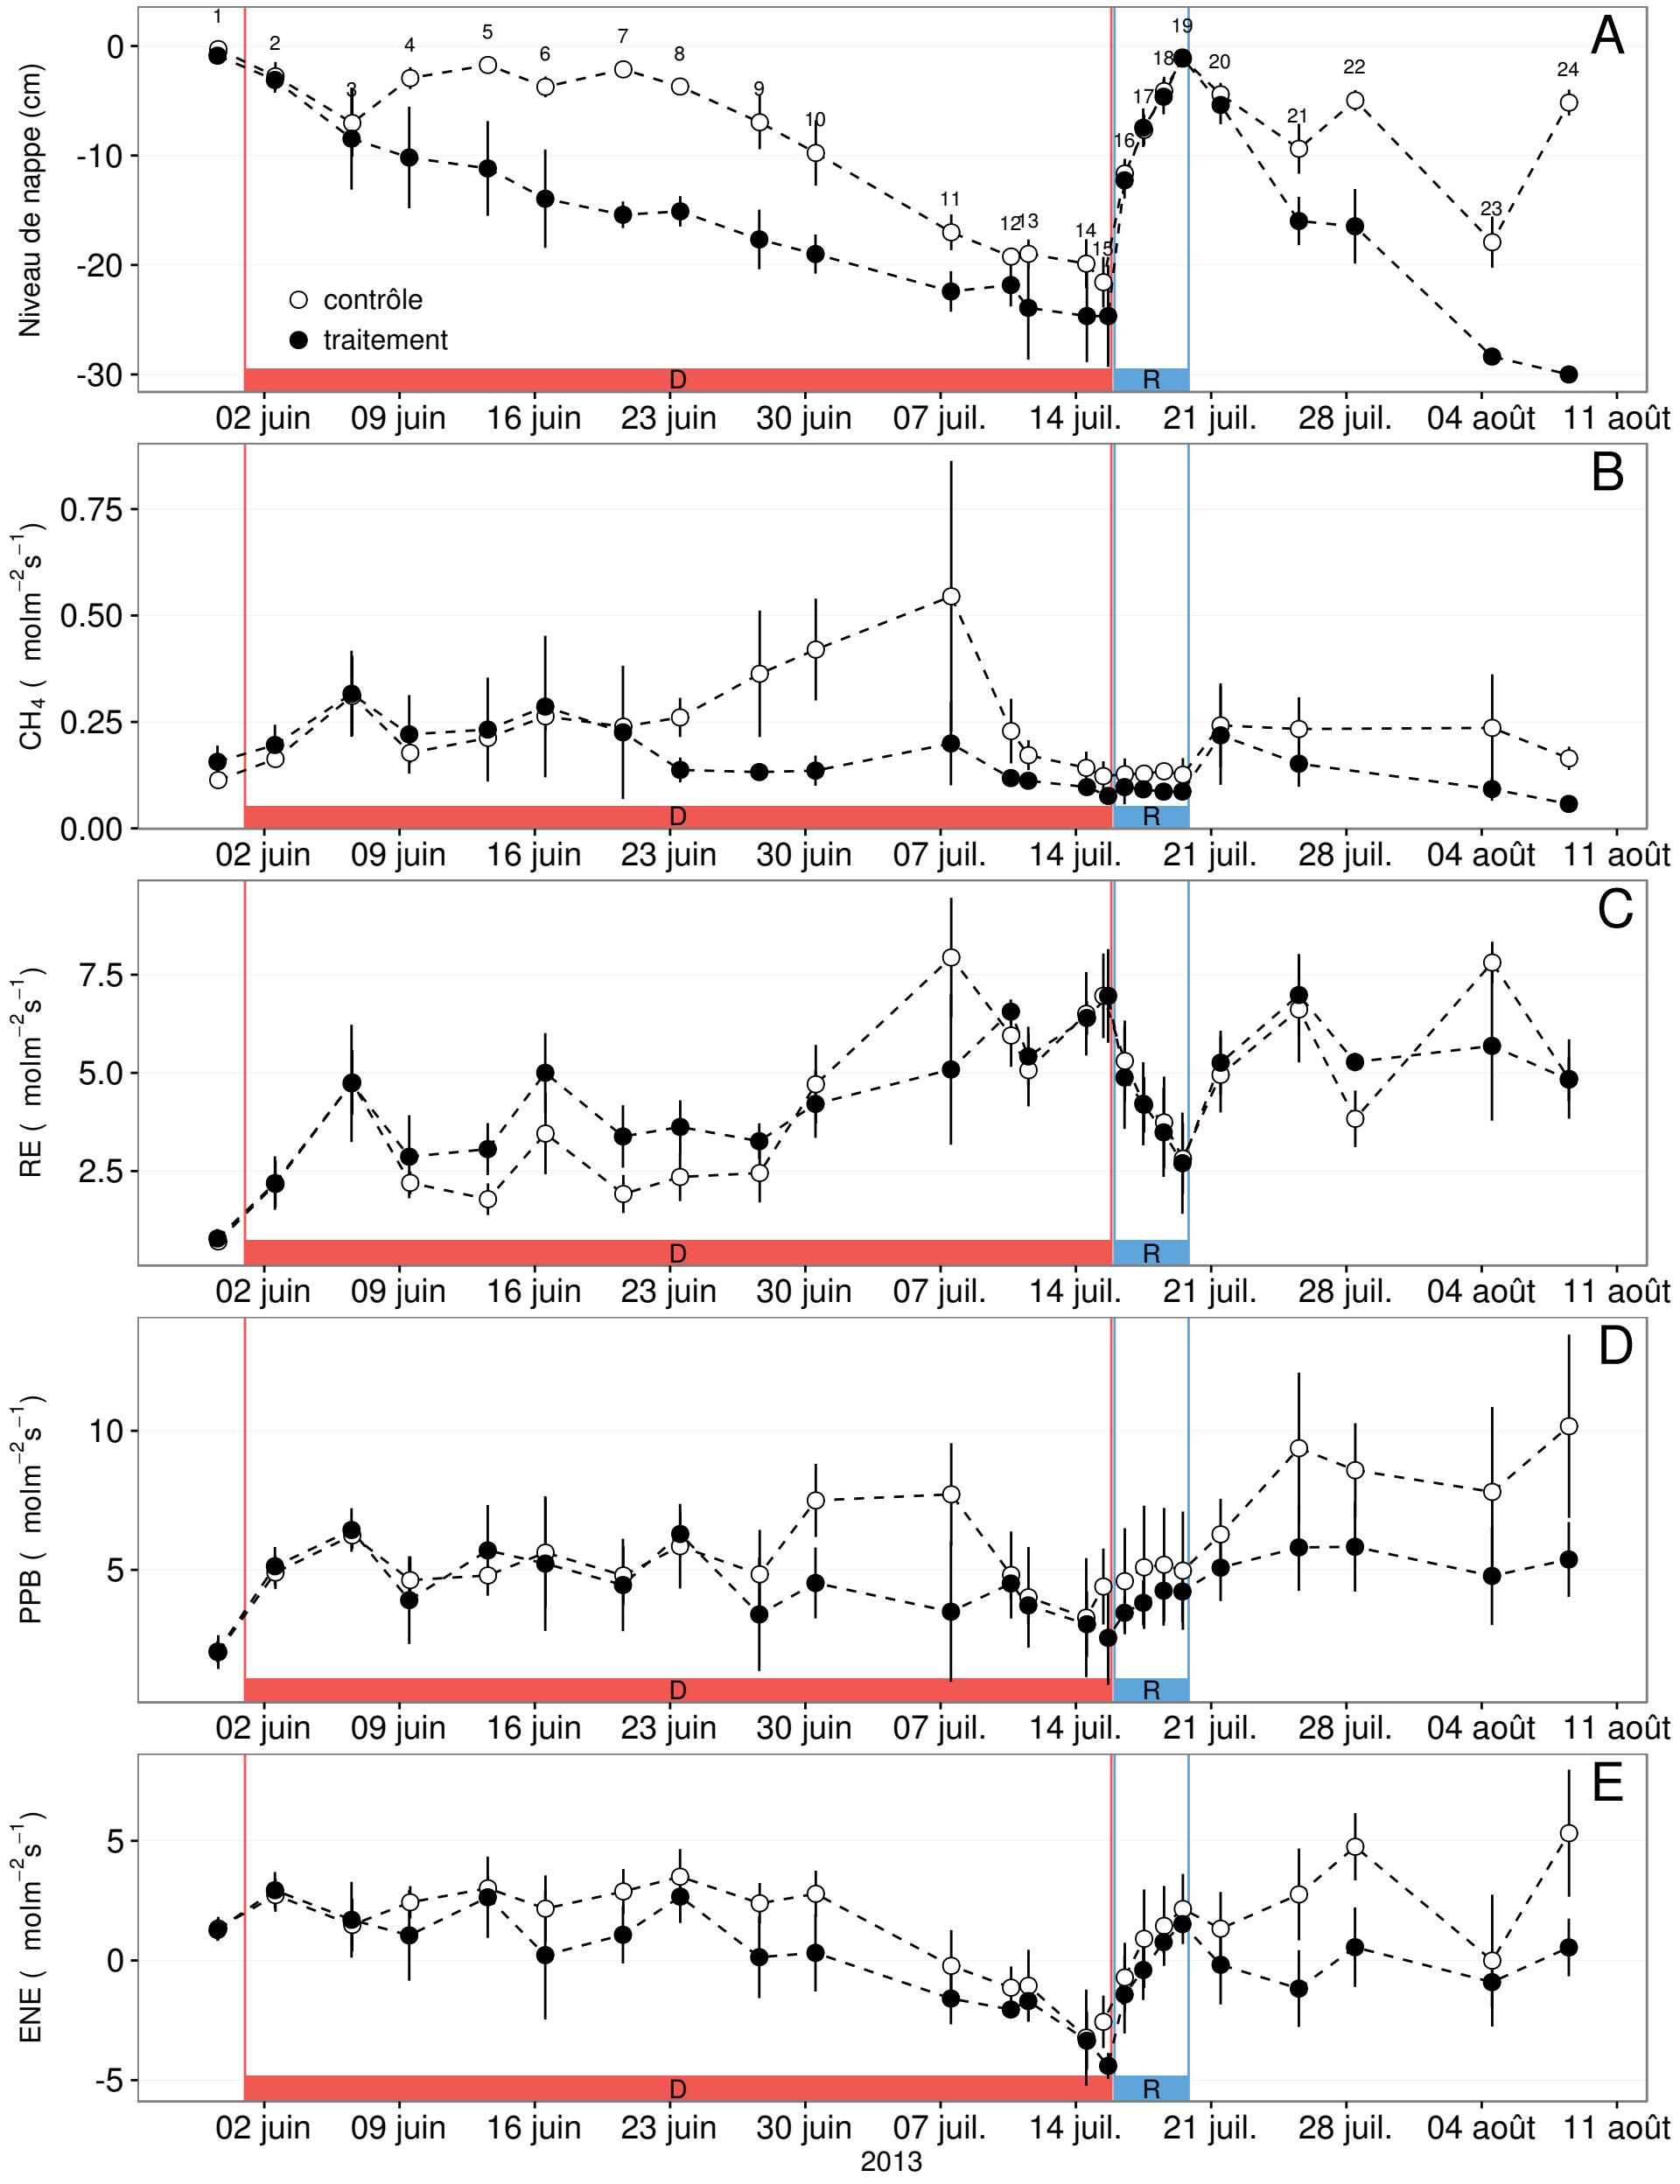 A
Niveau de nappe (cm)
0
-10
-20
-30
1 2 3 4 5 6 7 8 9 10 11 12 13 14 15 16 17 18 19 20 21 22 23 24
contrôle
traitement
D R
02 juin 09 juin 16 juin 23 juin 30 juin 07 juil. 14 juil. 21 juil. 28 juil. 04 août 11 août
B
CH₄ ( molm⁻²s⁻¹)
0.75
0.50
0.25
0.00
D R
02 juin 09 juin 16 juin 23 juin 30 juin 07 juil. 14 juil. 21 juil. 28 juil. 04 août 11 août
C
RE ( molm⁻²s⁻¹)
7.5
5.0
2.5
D R
02 juin 09 juin 16 juin 23 juin 30 juin 07 juil. 14 juil. 21 juil. 28 juil. 04 août 11 août
D
PPB ( molm⁻²s⁻¹)
10
5
D R
02 juin 09 juin 16 juin 23 juin 30 juin 07 juil. 14 juil. 21 juil. 28 juil. 04 août 11 août
E
ENE ( molm⁻²s⁻¹)
5
0
-5
D R
02 juin 09 juin 16 juin 23 juin 30 juin 07 juil. 14 juil. 21 juil. 28 juil. 04 août 11 août
2013